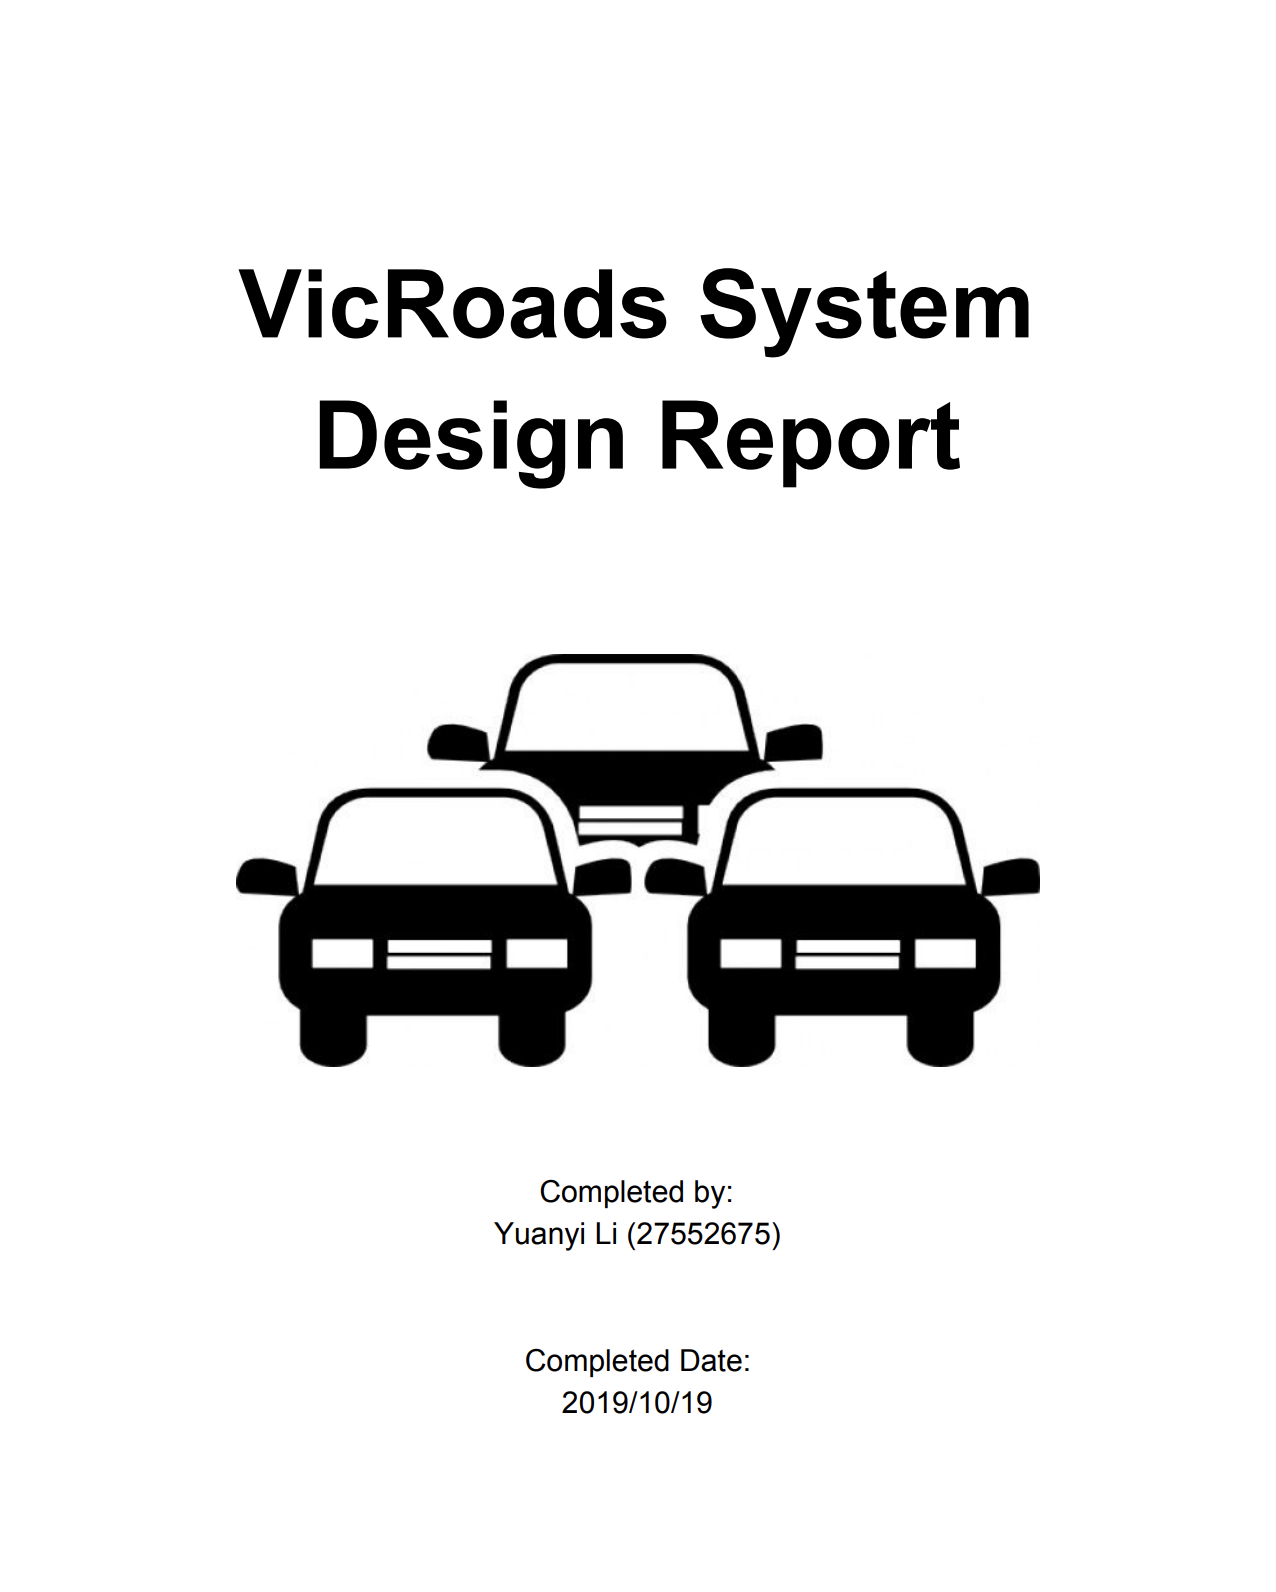 VicRoads System
Design Report
Completed by:
Yuanyi Li (27552675)
Completed Date:
2019/10/19